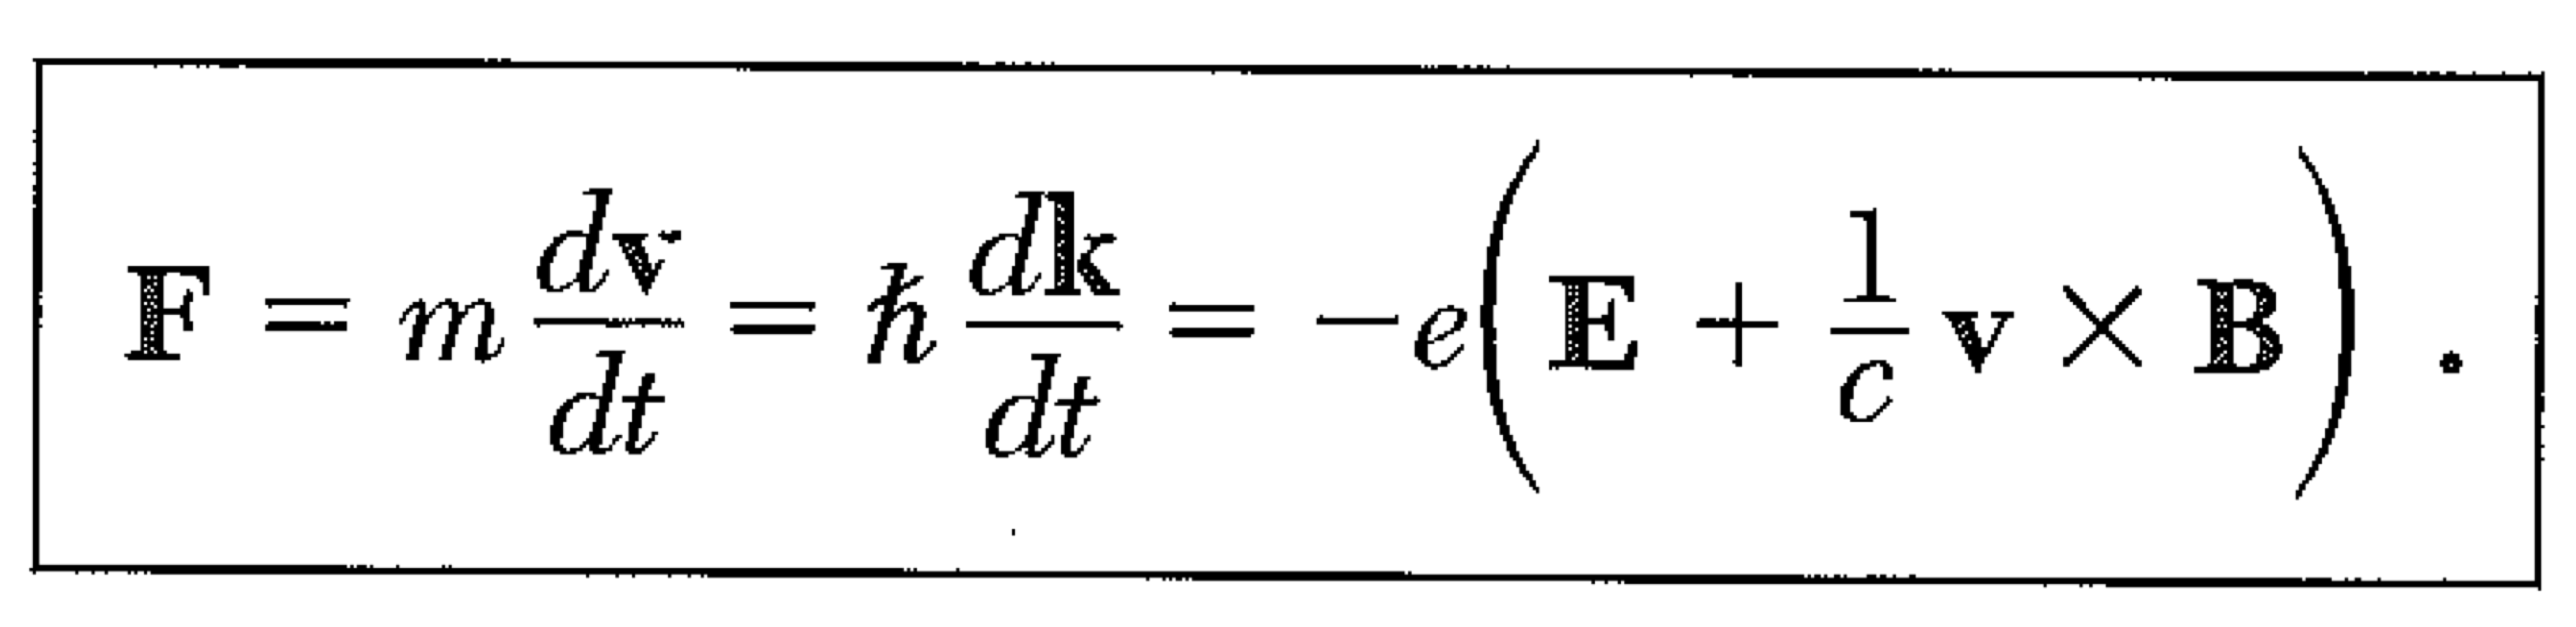 F = m dv/dt = ℏ dk/dt = −e(E + 1/c v × B) .